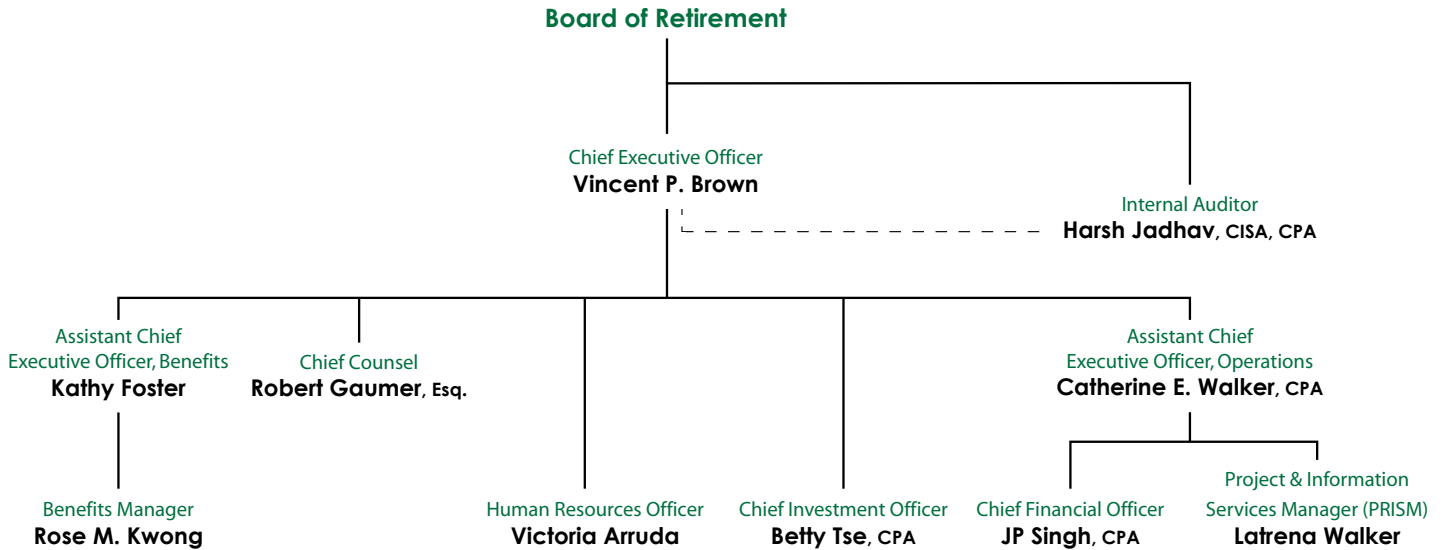 Board of Retirement
Chief Executive Officer
Vincent P. Brown
Internal Auditor
Harsh Jadhav, CISA, CPA
Assistant Chief
Executive Officer, Benefits
Kathy Foster
Chief Counsel
Robert Gaumer, Esq.
Assistant Chief
Executive Officer, Operations
Catherine E. Walker, CPA
Benefits Manager
Rose M. Kwong
Human Resources Officer
Victoria Arruda
Chief Investment Officer
Betty Tse, CPA
Chief Financial Officer
JP Singh, CPA
Project & Information
Services Manager (PRISM)
Latrena Walker